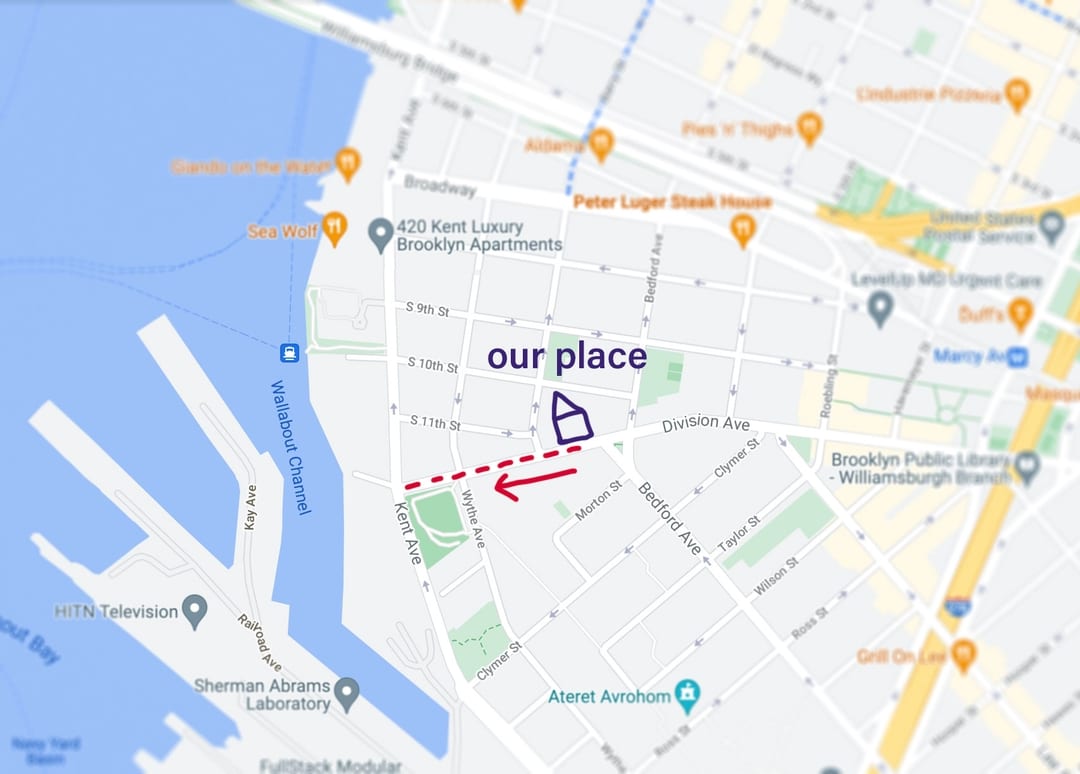 Williamsburg Bridge
S 5th St
Kent Ave
L'industrie Pizzeria
Pies 'n' Thighs
Aldama
Giando on the Water
Broadway
Peter Luger Steak House
Sea Wolf
420 Kent Luxury
Brooklyn Apartments
United States
Postal Service
Bedford Ave
LevelUp MD Urgent Care
S 9th St
Duff's
our place
Marcy Av
S 10th St
Roebling St
Wallabout Channel
S 11th St
Division Ave
Clymer St
Brooklyn Public Library
- Williamsburgh Branch
Kay Ave
Kent Ave
Wythe Ave
Morton St
Bedford Ave
Taylor St
Wilson St
HITN Television
Railroad Ave
Ross St
Clymer St
Grill On Lee
Sherman Abrams
Laboratory
Ateret Avrohom
Ross St
Navy Yard
Basin
FullStack Modular